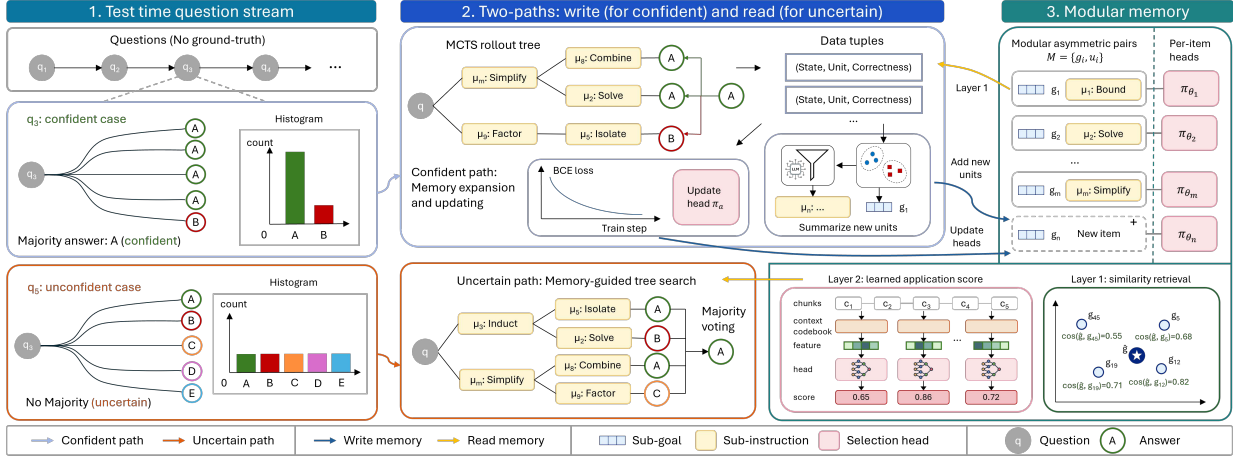 1. Test time question stream
Questions (No ground-truth)
q1 q2 q3 q4 ...
q3: confident case
q3
A
A
A
A
B
Histogram
count
0 A B
Majority answer: A (confident)
q5: unconfident case
q3
A
B
C
D
E
Histogram
count
0 A B C D E
No Majority (uncertain)
2. Two-paths: write (for confident) and read (for uncertain)
MCTS rollout tree
q
μm: Simplify
μ8: Combine
A
μ2: Solve
A
A
μ9: Factor
μ5: Isolate
B
Data tuples
(State, Unit, Correctness)
(State, Unit, Correctness)
...
Confident path:
Memory expansion
and updating
BCE loss
Train step
Update
head πa
LLM
μn: ...
g1
Summarize new units
Uncertain path: Memory-guided tree search
q
μ3: Induct
μ5: Isolate
A
μ2: Solve
B
μm: Simplify
μ8: Combine
A
μ9: Factor
C
Majority
voting
A
3. Modular memory
Modular asymmetric pairs
M = {gi, ui}
Per-item
heads
Layer 1
g1 μ1: Bound πθ1
g2 μ2: Solve πθ2
...
gm μm: Simplify πθm
gn New item + πθn
Add new
units
Update
heads
Layer 2: learned application score
chunks c1 c2 c3 c4 c5
context
codebook
feature ...
head
score 0.65 0.86 0.72
Layer 1: similarity retrieval
g45
cos(ĝ, g45)=0.55
g5
cos(ĝ, g5)=0.68
ĝ
g19
cos(ĝ, g19)=0.71
g12
cos(ĝ, g12)=0.82
Confident path
Uncertain path
Write memory
Read memory
Sub-goal
Sub-instruction
Selection head
q Question
A Answer